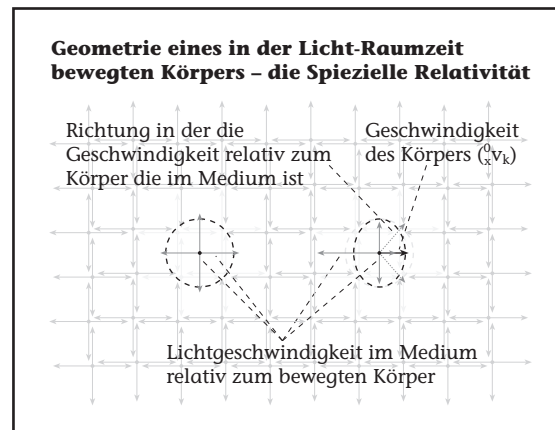 Geometrie eines in der Licht-Raumzeit
bewegten Körpers – die Spiezielle Relativität
Richtung in der die
Geschwindigkeit relativ zum
Körper die im Medium ist
Geschwindigkeit
des Körpers (⁰ₓvₖ)
Lichtgeschwindigkeit im Medium
relativ zum bewegten Körper